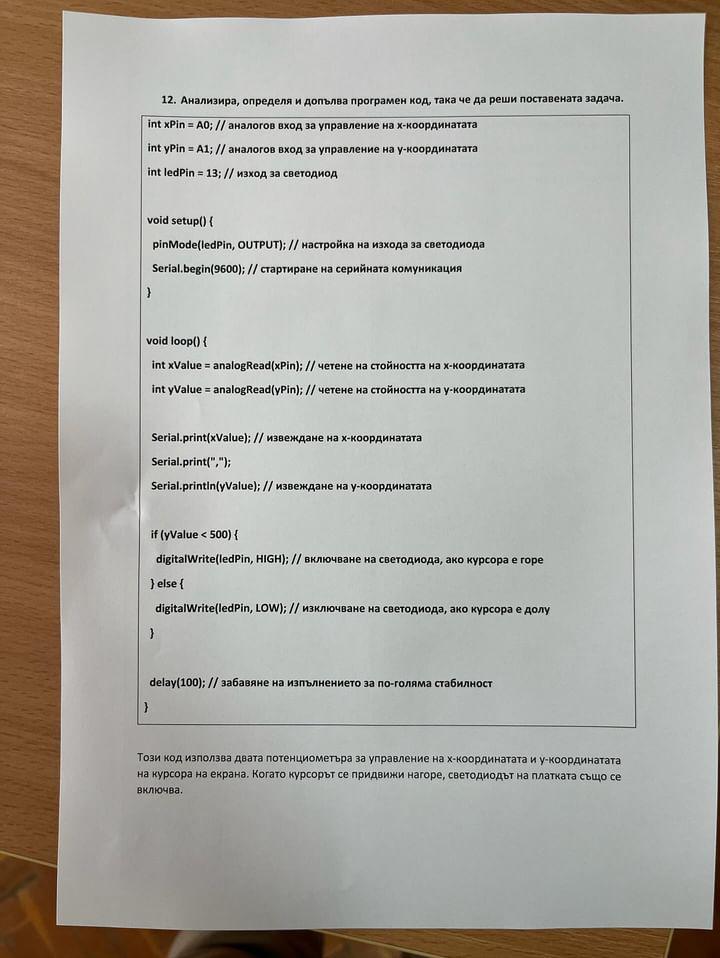 12. Анализира, определя и допълва програмен код, така че да реши поставената задача.
int xPin = A0; // аналогов вход за управление на x-координатата
int yPin = A1; // аналогов вход за управление на y-координатата
int ledPin = 13; // изход за светодиод
void setup() {
pinMode(ledPin, OUTPUT); // настройка на изхода за светодиода
Serial.begin(9600); // стартиране на серийната комуникация
}
void loop() {
int xValue = analogRead(xPin); // четене на стойността на x-координатата
int yValue = analogRead(yPin); // четене на стойността на y-координатата
Serial.print(xValue); // извеждане на x-координатата
Serial.print(",");
Serial.println(yValue); // извеждане на y-координатата
if (yValue < 500) {
digitalWrite(ledPin, HIGH); // включване на светодиода, ако курсора е горе
} else {
digitalWrite(ledPin, LOW); // изключване на светодиода, ако курсора е долу
}
delay(100); // забавяне на изпълнението за по-голяма стабилност
}
Този код използва двата потенциометъра за управление на x-координатата и y-координатата
на курсора на екрана. Когато курсорът се придвижи нагоре, светодиодът на платката също се
включва.